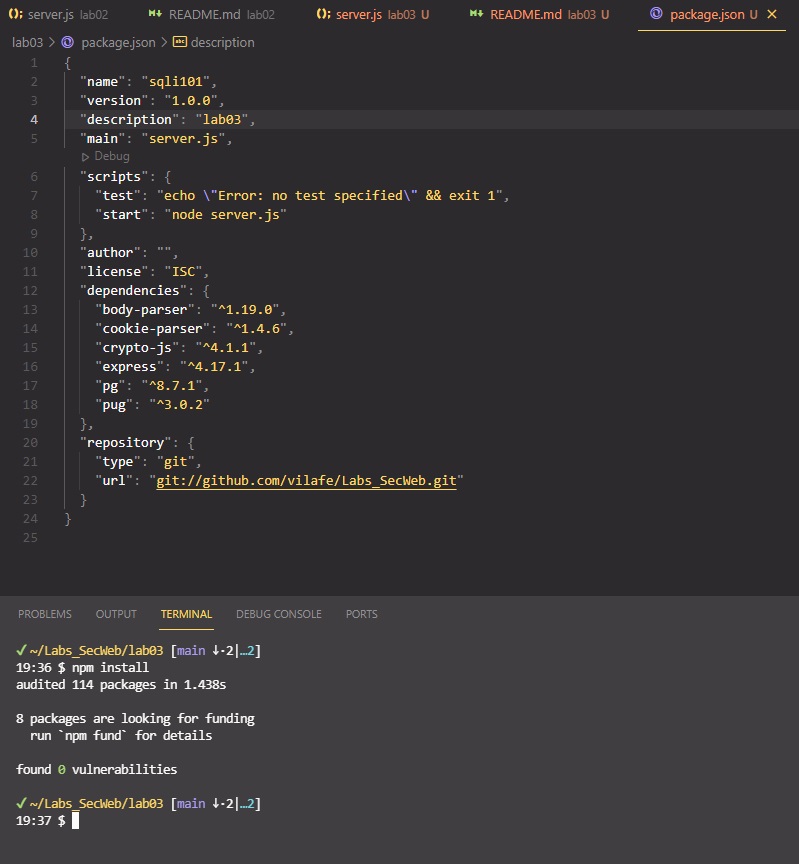 server.js lab02 README.md lab02 server.js lab03 U README.md lab03 U package.json U
lab03 > package.json > description
1 {
2 "name": "sqli101",
3 "version": "1.0.0",
4 "description": "lab03",
5 "main": "server.js",
Debug
6 "scripts": {
7 "test": "echo \"Error: no test specified\" && exit 1",
8 "start": "node server.js"
9 },
10 "author": "",
11 "license": "ISC",
12 "dependencies": {
13 "body-parser": "^1.19.0",
14 "cookie-parser": "^1.4.6",
15 "crypto-js": "^4.1.1",
16 "express": "^4.17.1",
17 "pg": "^8.7.1",
18 "pug": "^3.0.2"
19 },
20 "repository": {
21 "type": "git",
22 "url": "git://github.com/vilafe/Labs_SecWeb.git"
23 }
24 }
25
PROBLEMS OUTPUT TERMINAL DEBUG CONSOLE PORTS
✓ ~/Labs_SecWeb/lab03 [main ↓·2|…2]
19:36 $ npm install
audited 114 packages in 1.438s
8 packages are looking for funding
run `npm fund` for details
found 0 vulnerabilities
✓ ~/Labs_SecWeb/lab03 [main ↓·2|…2]
19:37 $